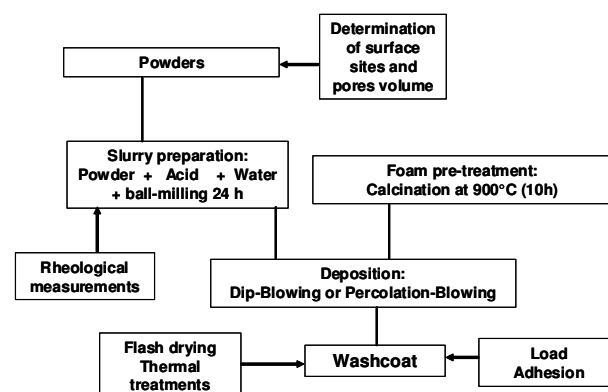 Determination
of surface
sites and
pores volume
Powders
Slurry preparation:
Powder + Acid + Water
+ ball-milling 24 h
Foam pre-treatment:
Calcination at 900°C (10h)
Rheological
measurements
Deposition:
Dip-Blowing or Percolation-Blowing
Flash drying
Thermal
treatments
Washcoat
Load
Adhesion